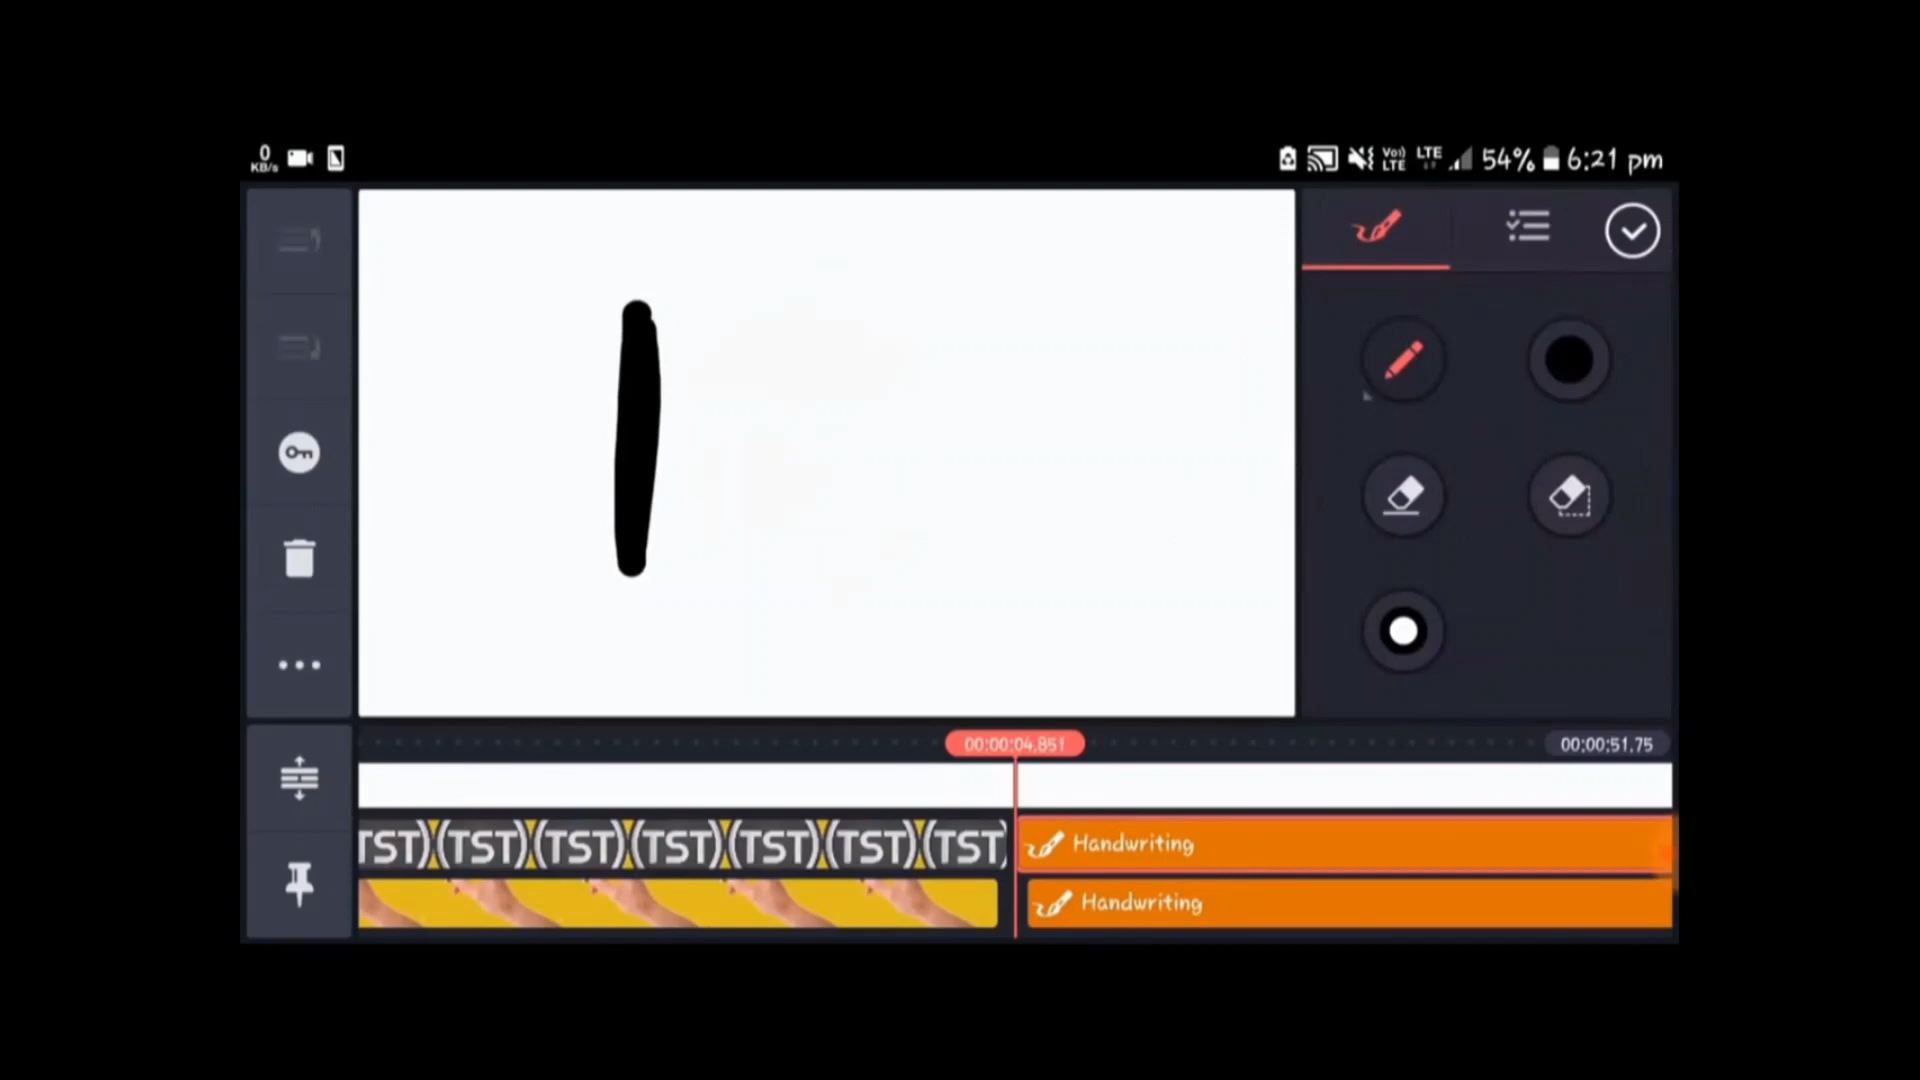 0
KB/s
Vo) LTE LTE 54% 6:21 pm
00:00:04.851
00:00:51.75
TST)(TST)(TST)(TST)(TST)(TST)(TST
Handwriting
Handwriting